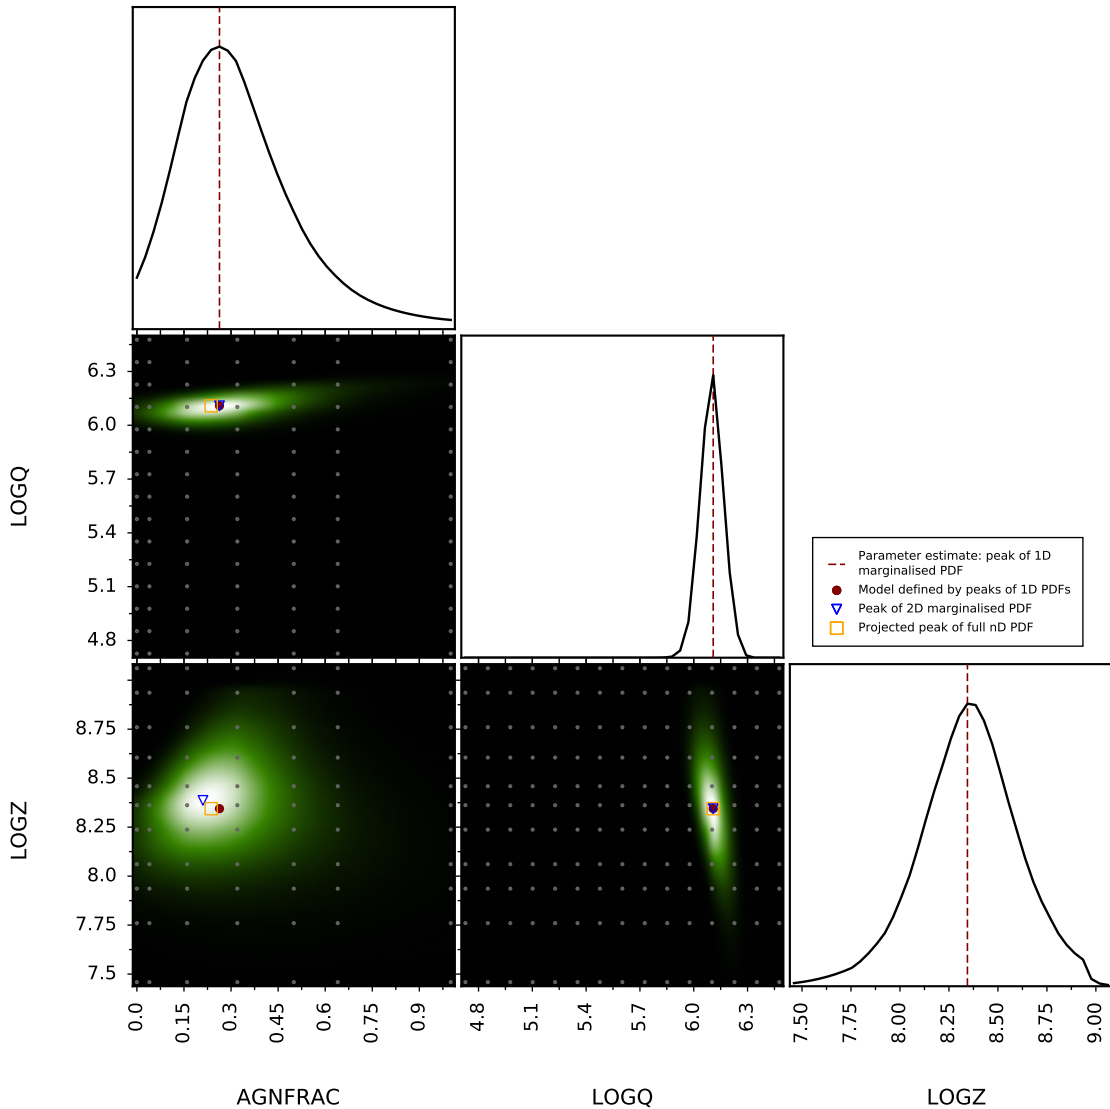 6.3
6.0
5.7
5.4
5.1
4.8
LOGQ
Parameter estimate: peak of 1D
marginalised PDF
Model defined by peaks of 1D PDFs
Peak of 2D marginalised PDF
Projected peak of full nD PDF
8.75
8.5
8.25
8.0
7.75
7.5
LOGZ
0.0 0.15 0.3 0.45 0.6 0.75 0.9
4.8 5.1 5.4 5.7 6.0 6.3
7.50 7.75 8.00 8.25 8.50 8.75 9.00
AGNFRAC
LOGQ
LOGZ